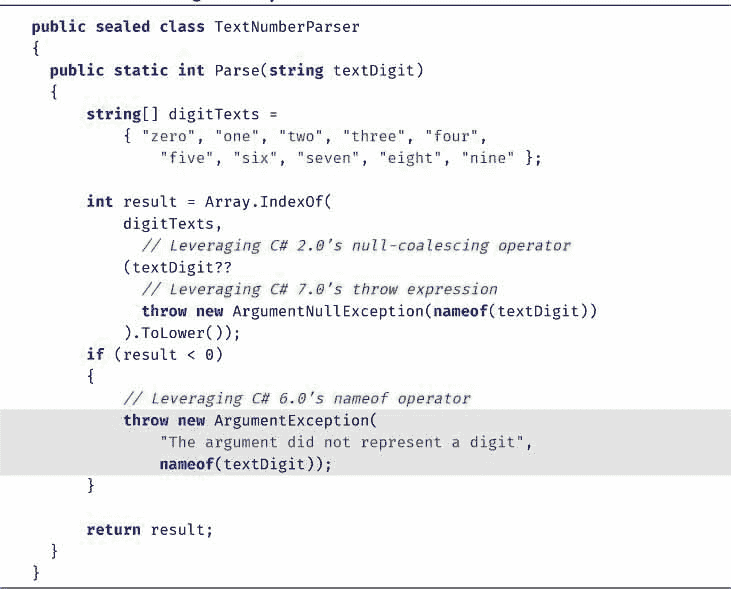 public sealed class TextNumberParser
{
  public static int Parse(string textDigit)
  {
      string[] digitTexts =
          { "zero", "one", "two", "three", "four",
              "five", "six", "seven", "eight", "nine" };

      int result = Array.IndexOf(
          digitTexts,
            // Leveraging C# 2.0's null-coalescing operator
          (textDigit??
            // Leveraging C# 7.0's throw expression
            throw new ArgumentNullException(nameof(textDigit))
          ).ToLower());
      if (result < 0)
      {
          // Leveraging C# 6.0's nameof operator
          throw new ArgumentException(
              "The argument did not represent a digit",
              nameof(textDigit));
      }

      return result;
  }
}